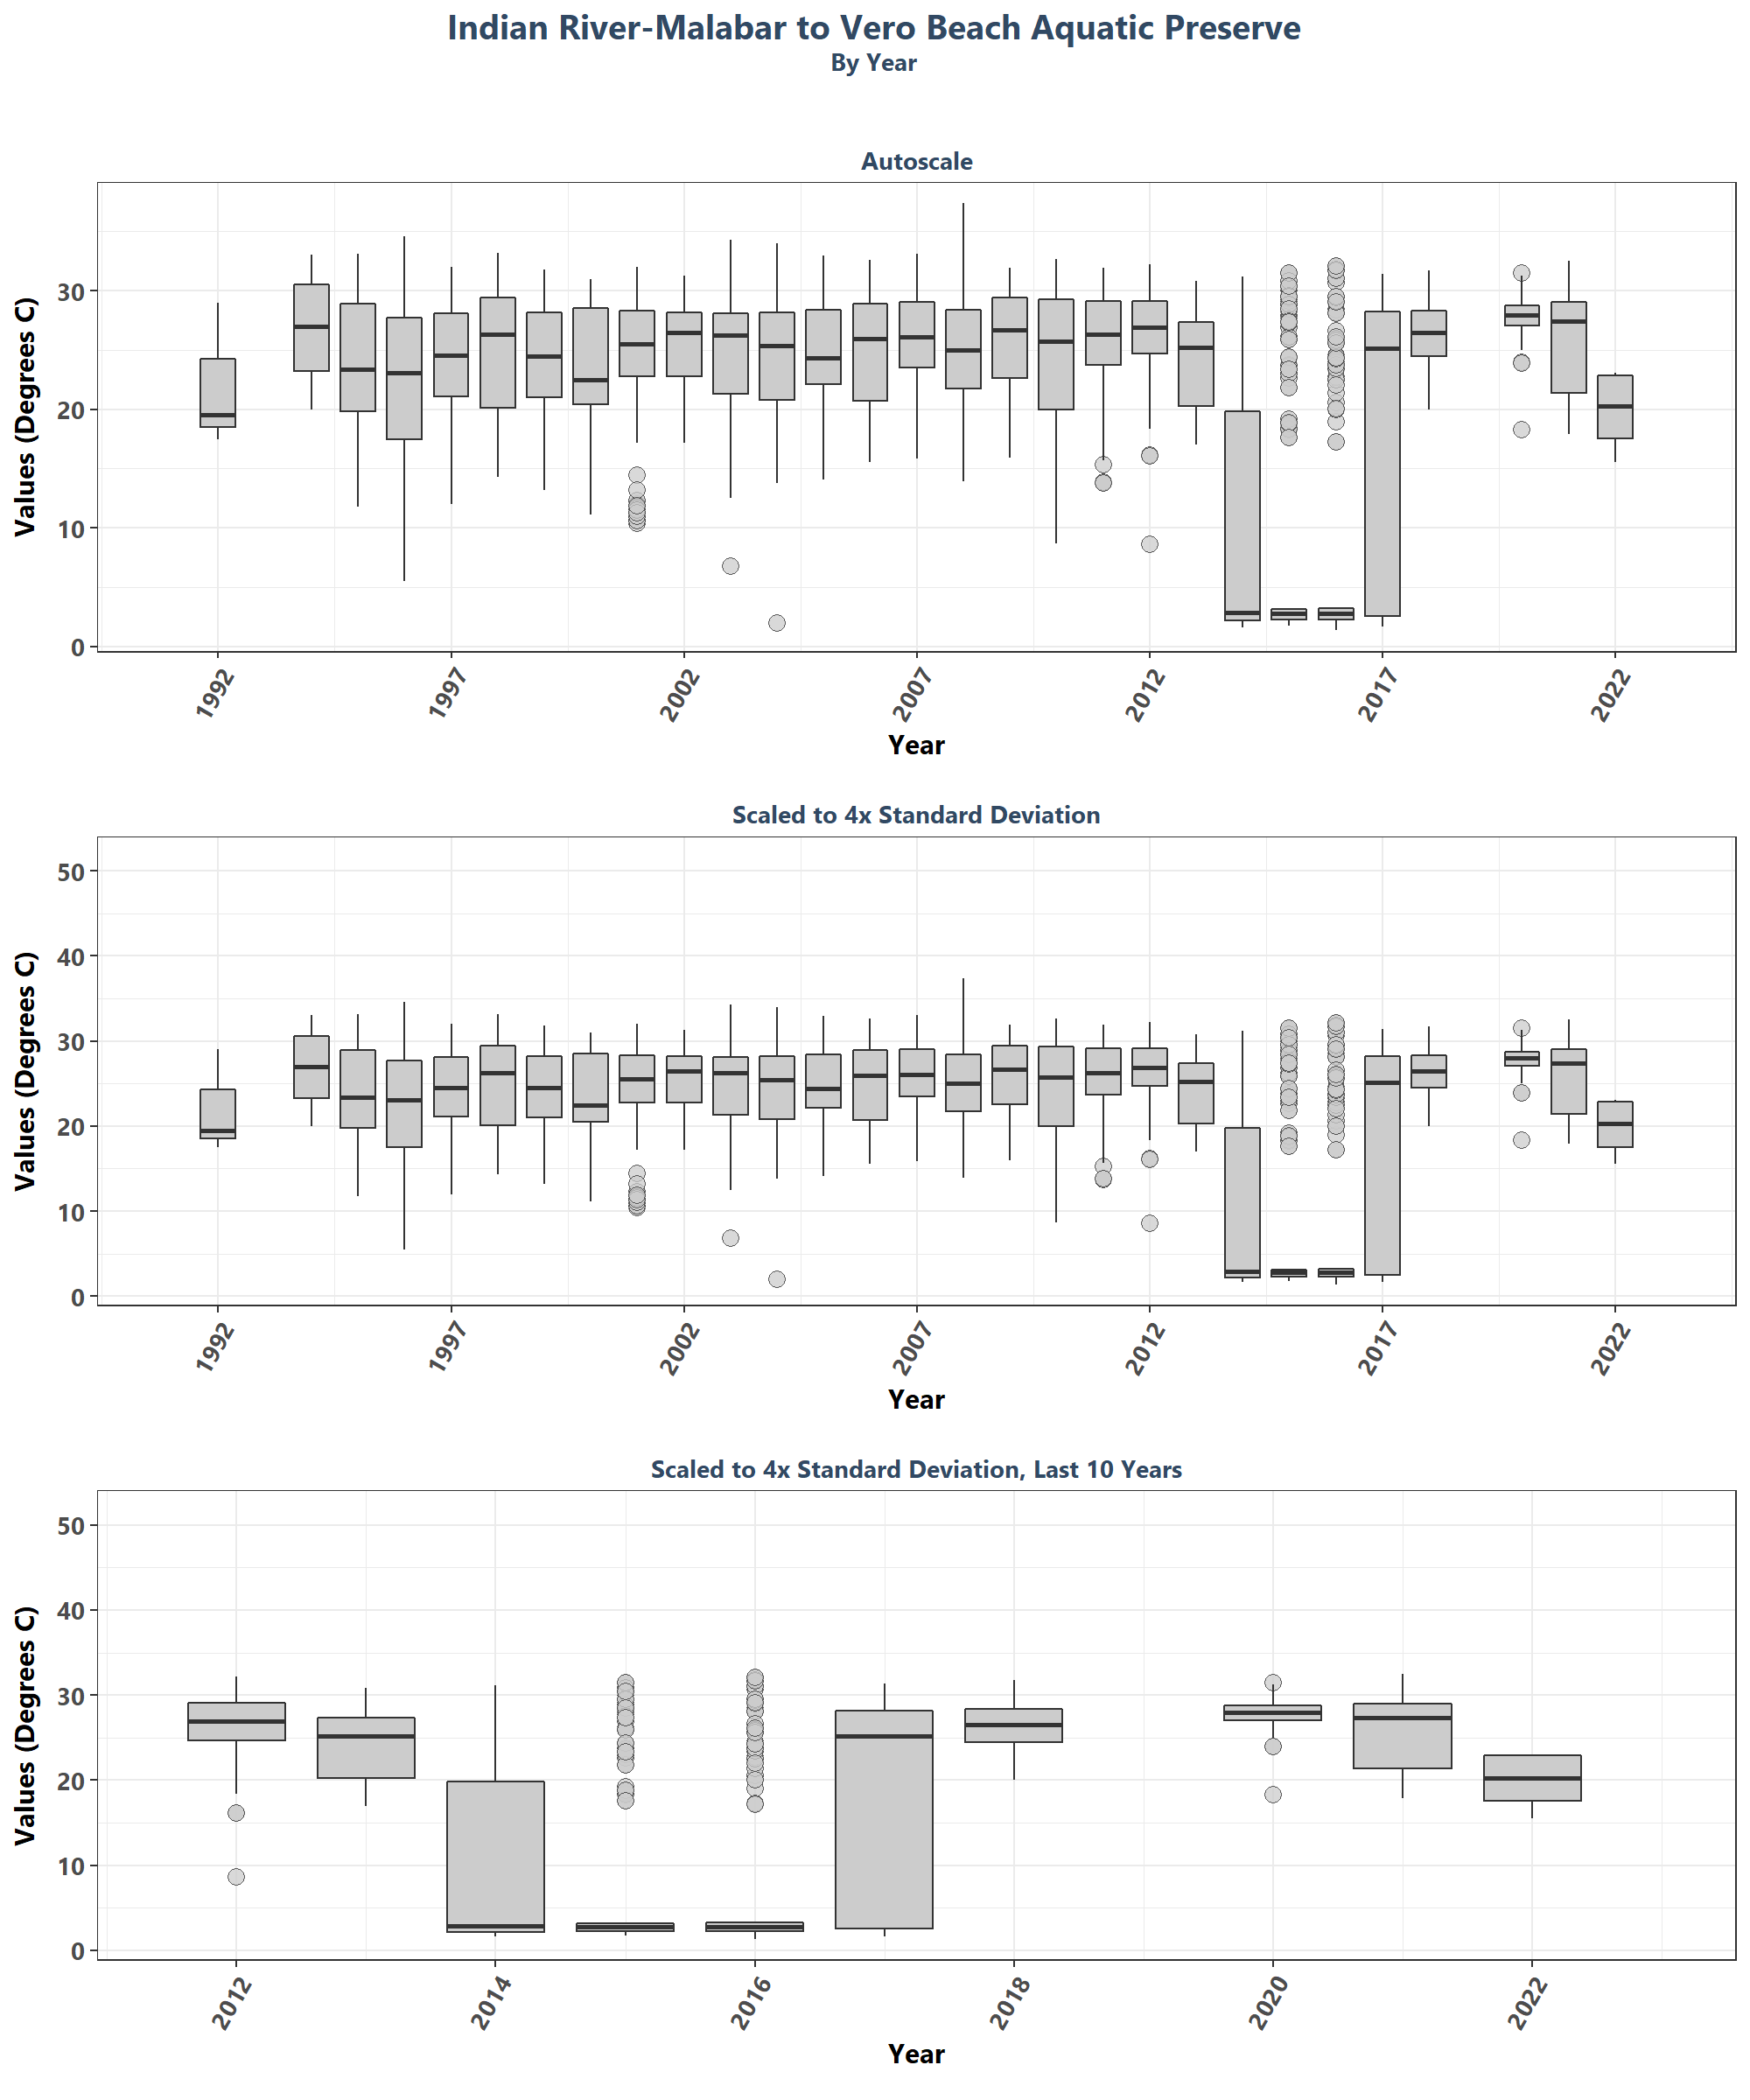 Indian River-Malabar to Vero Beach Aquatic Preserve
By Year
Autoscale
Values (Degrees C)
30
20
10
0
1992 1997 2002 2007 2012 2017 2022
Year
Scaled to 4x Standard Deviation
Values (Degrees C)
50
40
30
20
10
0
1992 1997 2002 2007 2012 2017 2022
Year
Scaled to 4x Standard Deviation, Last 10 Years
Values (Degrees C)
50
40
30
20
10
0
2012 2014 2016 2018 2020 2022
Year